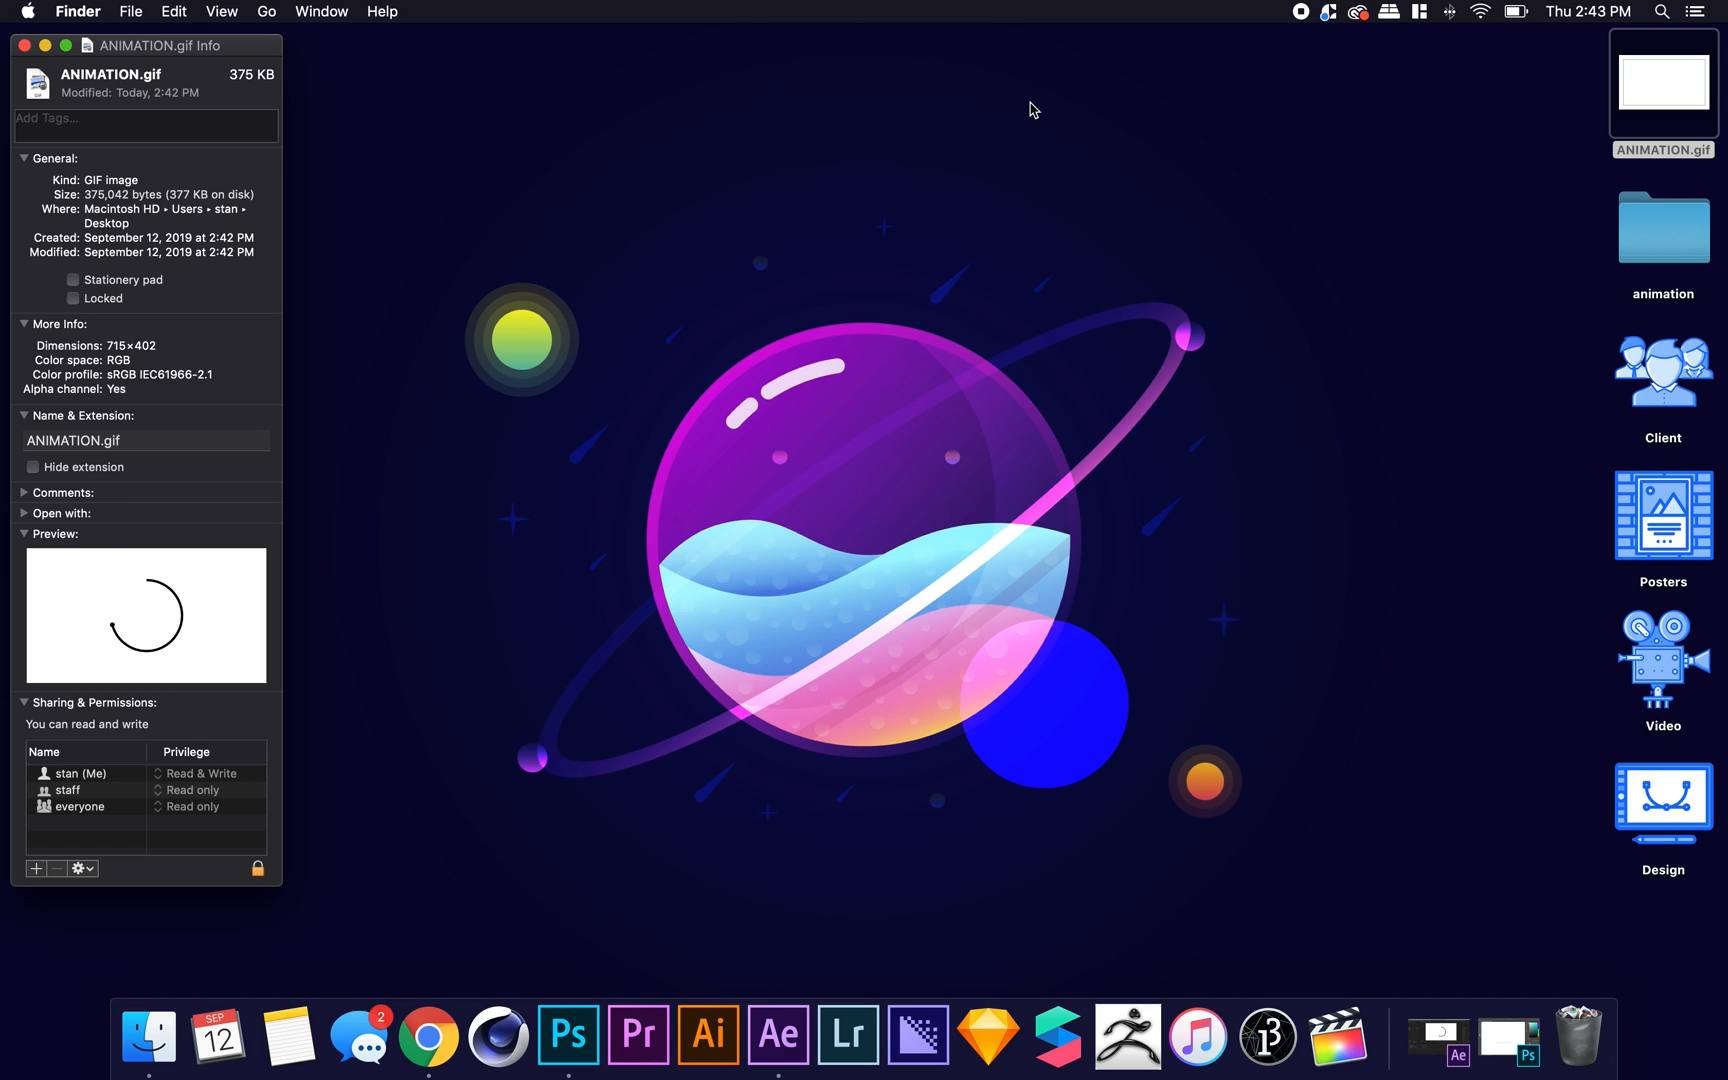 Finder File Edit View Go Window Help
Thu 2:43 PM
ANIMATION.gif Info
ANIMATION.gif 375 KB
Modified: Today, 2:42 PM
Add Tags...
General:
Kind: GIF image
Size: 375,042 bytes (377 KB on disk)
Where: Macintosh HD ▸ Users ▸ stan ▸
Desktop
Created: September 12, 2019 at 2:42 PM
Modified: September 12, 2019 at 2:42 PM
Stationery pad
Locked
More Info:
Dimensions: 715×402
Color space: RGB
Color profile: sRGB IEC61966-2.1
Alpha channel: Yes
Name & Extension:
ANIMATION.gif
Hide extension
Comments:
Open with:
Preview:
Sharing & Permissions:
You can read and write
Name Privilege
stan (Me) Read & Write
staff Read only
everyone Read only
ANIMATION.gif
animation
Client
Posters
Video
Design
SEP
12
2
Ps
Pr
Ai
Ae
Lr
13
Ae
Ps